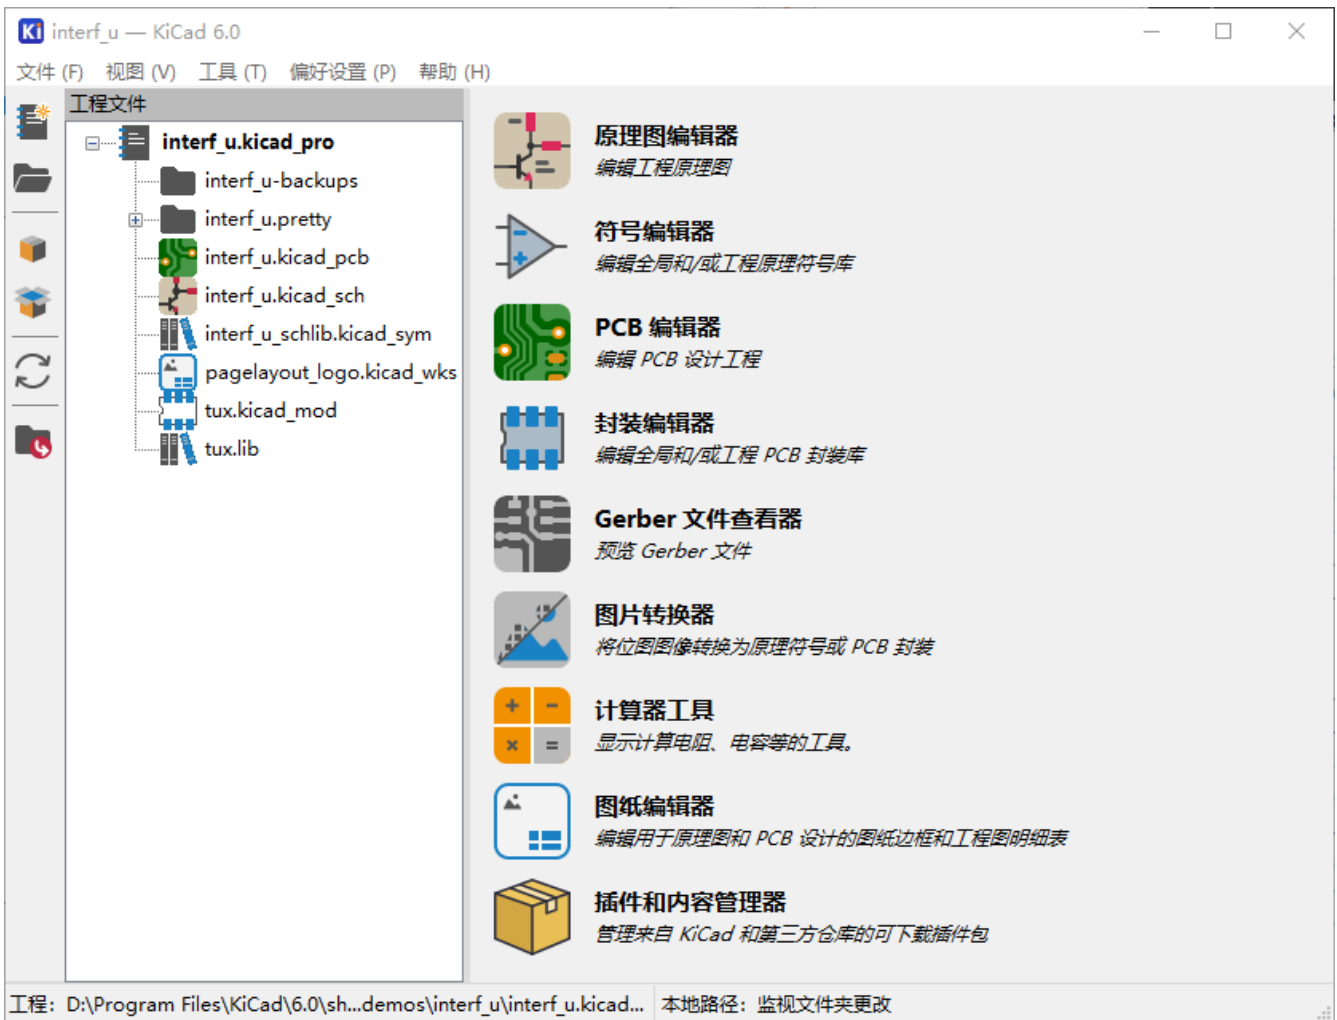 interf_u — KiCad 6.0
文件 (F) 视图 (V) 工具 (T) 偏好设置 (P) 帮助 (H)
工程文件
interf_u.kicad_pro
interf_u-backups
interf_u.pretty
interf_u.kicad_pcb
interf_u.kicad_sch
interf_u_schlib.kicad_sym
pagelayout_logo.kicad_wks
tux.kicad_mod
tux.lib
原理图编辑器
编辑工程原理图
符号编辑器
编辑全局和/或工程原理符号库
PCB 编辑器
编辑 PCB 设计工程
封装编辑器
编辑全局和/或工程 PCB 封装库
Gerber 文件查看器
预览 Gerber 文件
图片转换器
将位图图像转换为原理符号或 PCB 封装
计算器工具
显示计算电阻、电容等的工具。
图纸编辑器
编辑用于原理图和 PCB 设计的图纸边框和工程图明细表
插件和内容管理器
管理来自 KiCad 和第三方仓库的可下载插件包
工程: D:\Program Files\KiCad\6.0\sh...demos\interf_u\interf_u.kicad... 本地路径: 监视文件夹更改